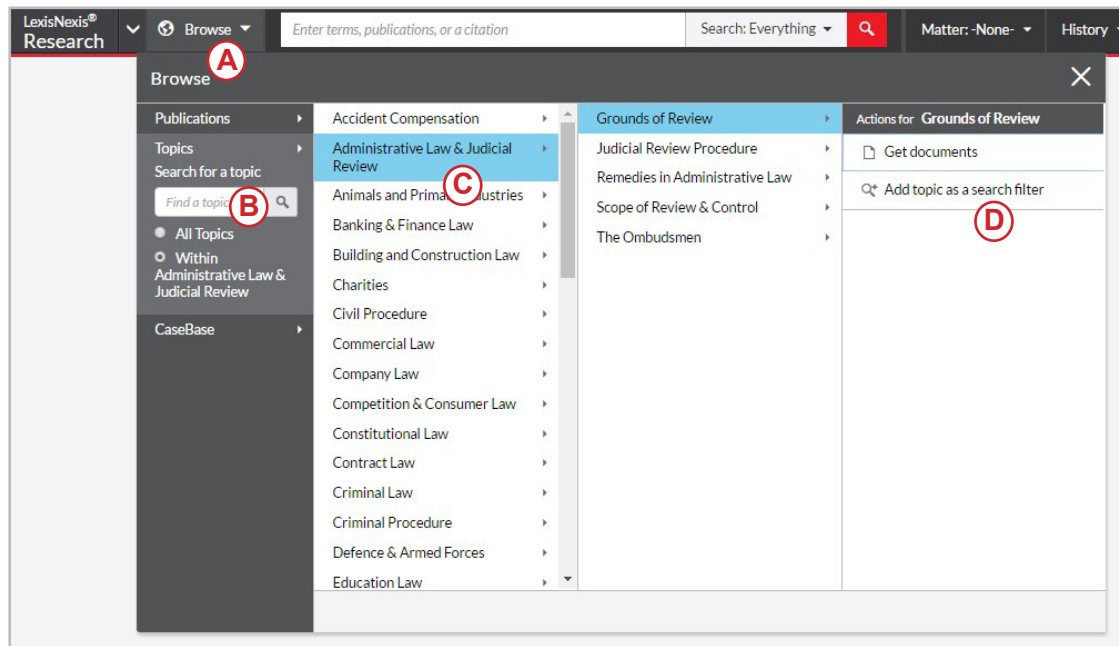 LexisNexis®
Research
Browse
Enter terms, publications, or a citation
Search: Everything
Matter: -None-
History
A
Browse
Publications
Topics
Search for a topic
Find a topic
B
All Topics
Within
Administrative Law &
Judicial Review
CaseBase
Accident Compensation
Administrative Law & Judicial
Review
C
Animals and Primary Industries
Banking & Finance Law
Building and Construction Law
Charities
Civil Procedure
Commercial Law
Company Law
Competition & Consumer Law
Constitutional Law
Contract Law
Criminal Law
Criminal Procedure
Defence & Armed Forces
Education Law
Grounds of Review
Judicial Review Procedure
Remedies in Administrative Law
Scope of Review & Control
The Ombudsmen
Actions for Grounds of Review
Get documents
Add topic as a search filter
D